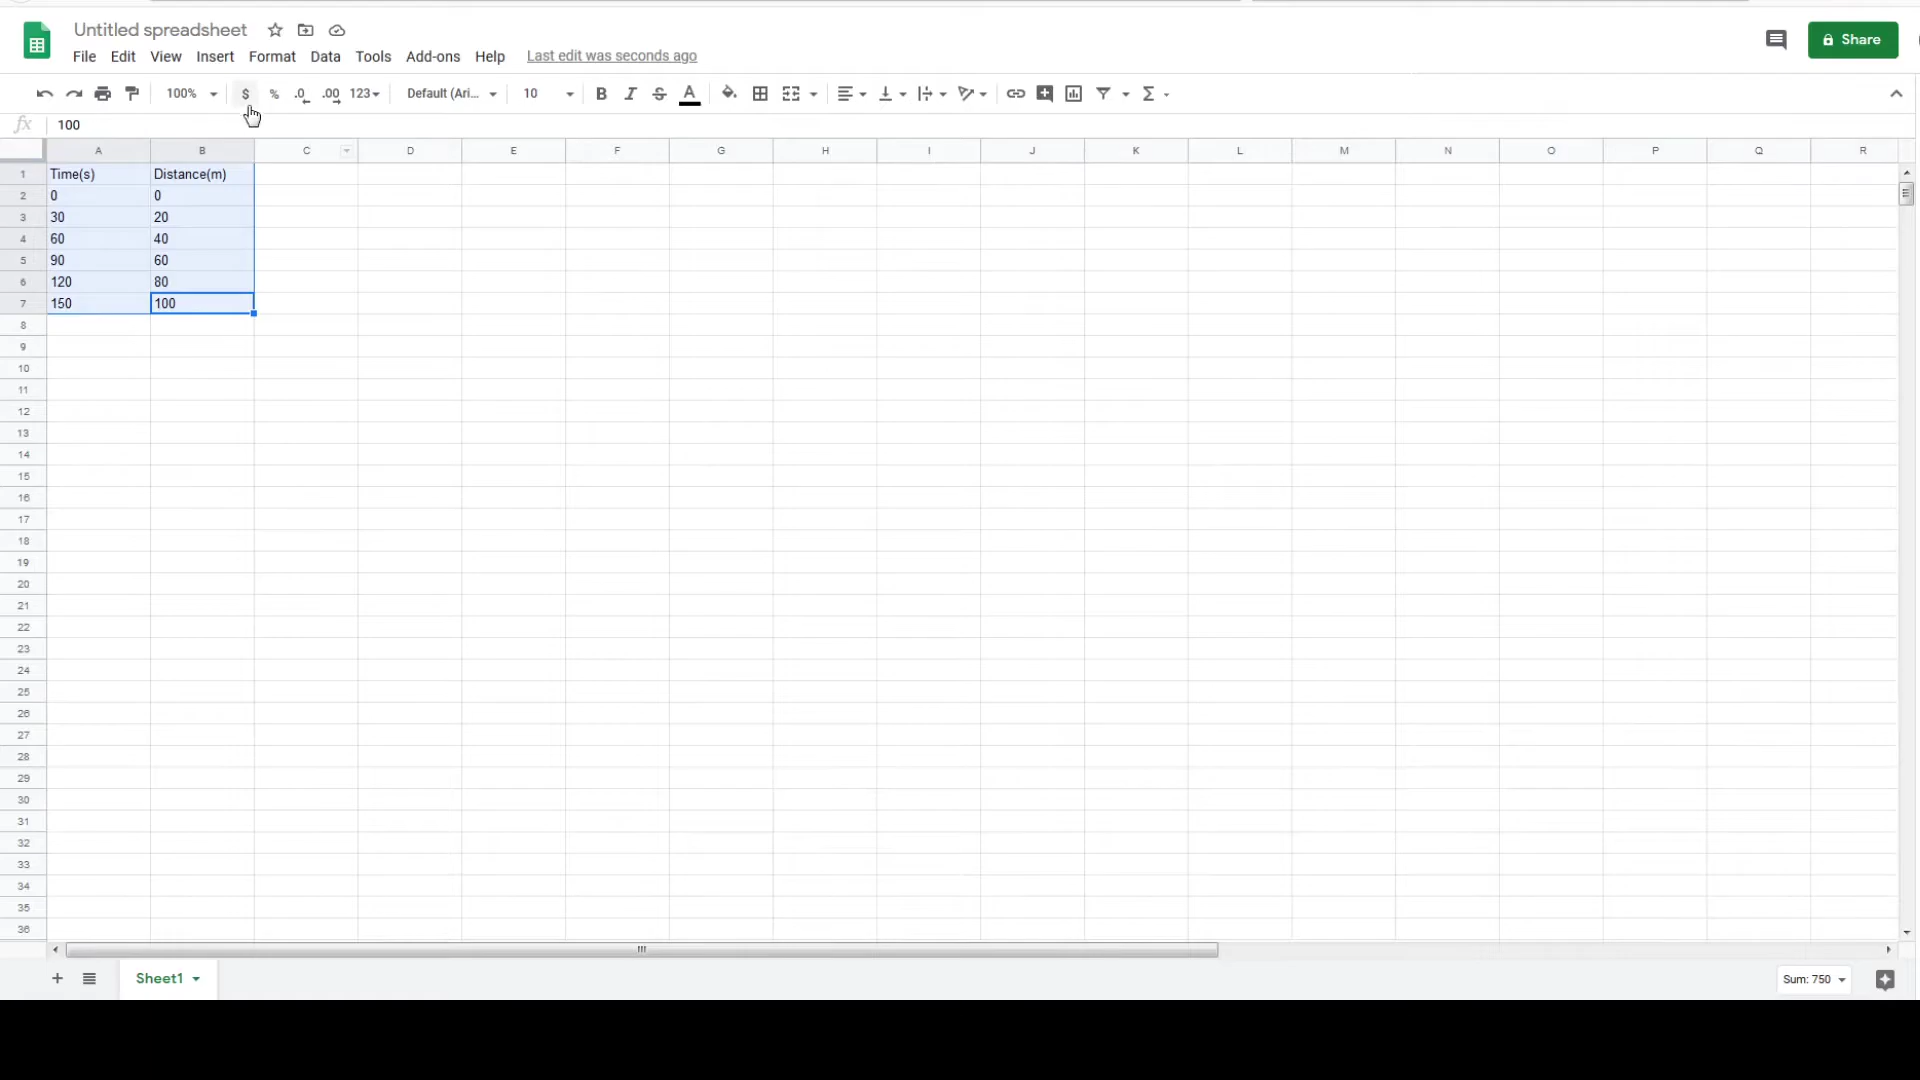 Untitled spreadsheet
File Edit View Insert Format Data Tools Add-ons Help Last edit was seconds ago
Share
100% $ % .0 .00 123 Default (Ari... 10 B I S A Σ
fx 100
A B C D E F G H I J K L M N O P Q R
1 Time(s) Distance(m)
2 0 0
3 30 20
4 60 40
5 90 60
6 120 80
7 150 100
8
9
10
11
12
13
14
15
16
17
18
19
20
21
22
23
24
25
26
27
28
29
30
31
32
33
34
35
36
+ Sheet1 Sum: 750